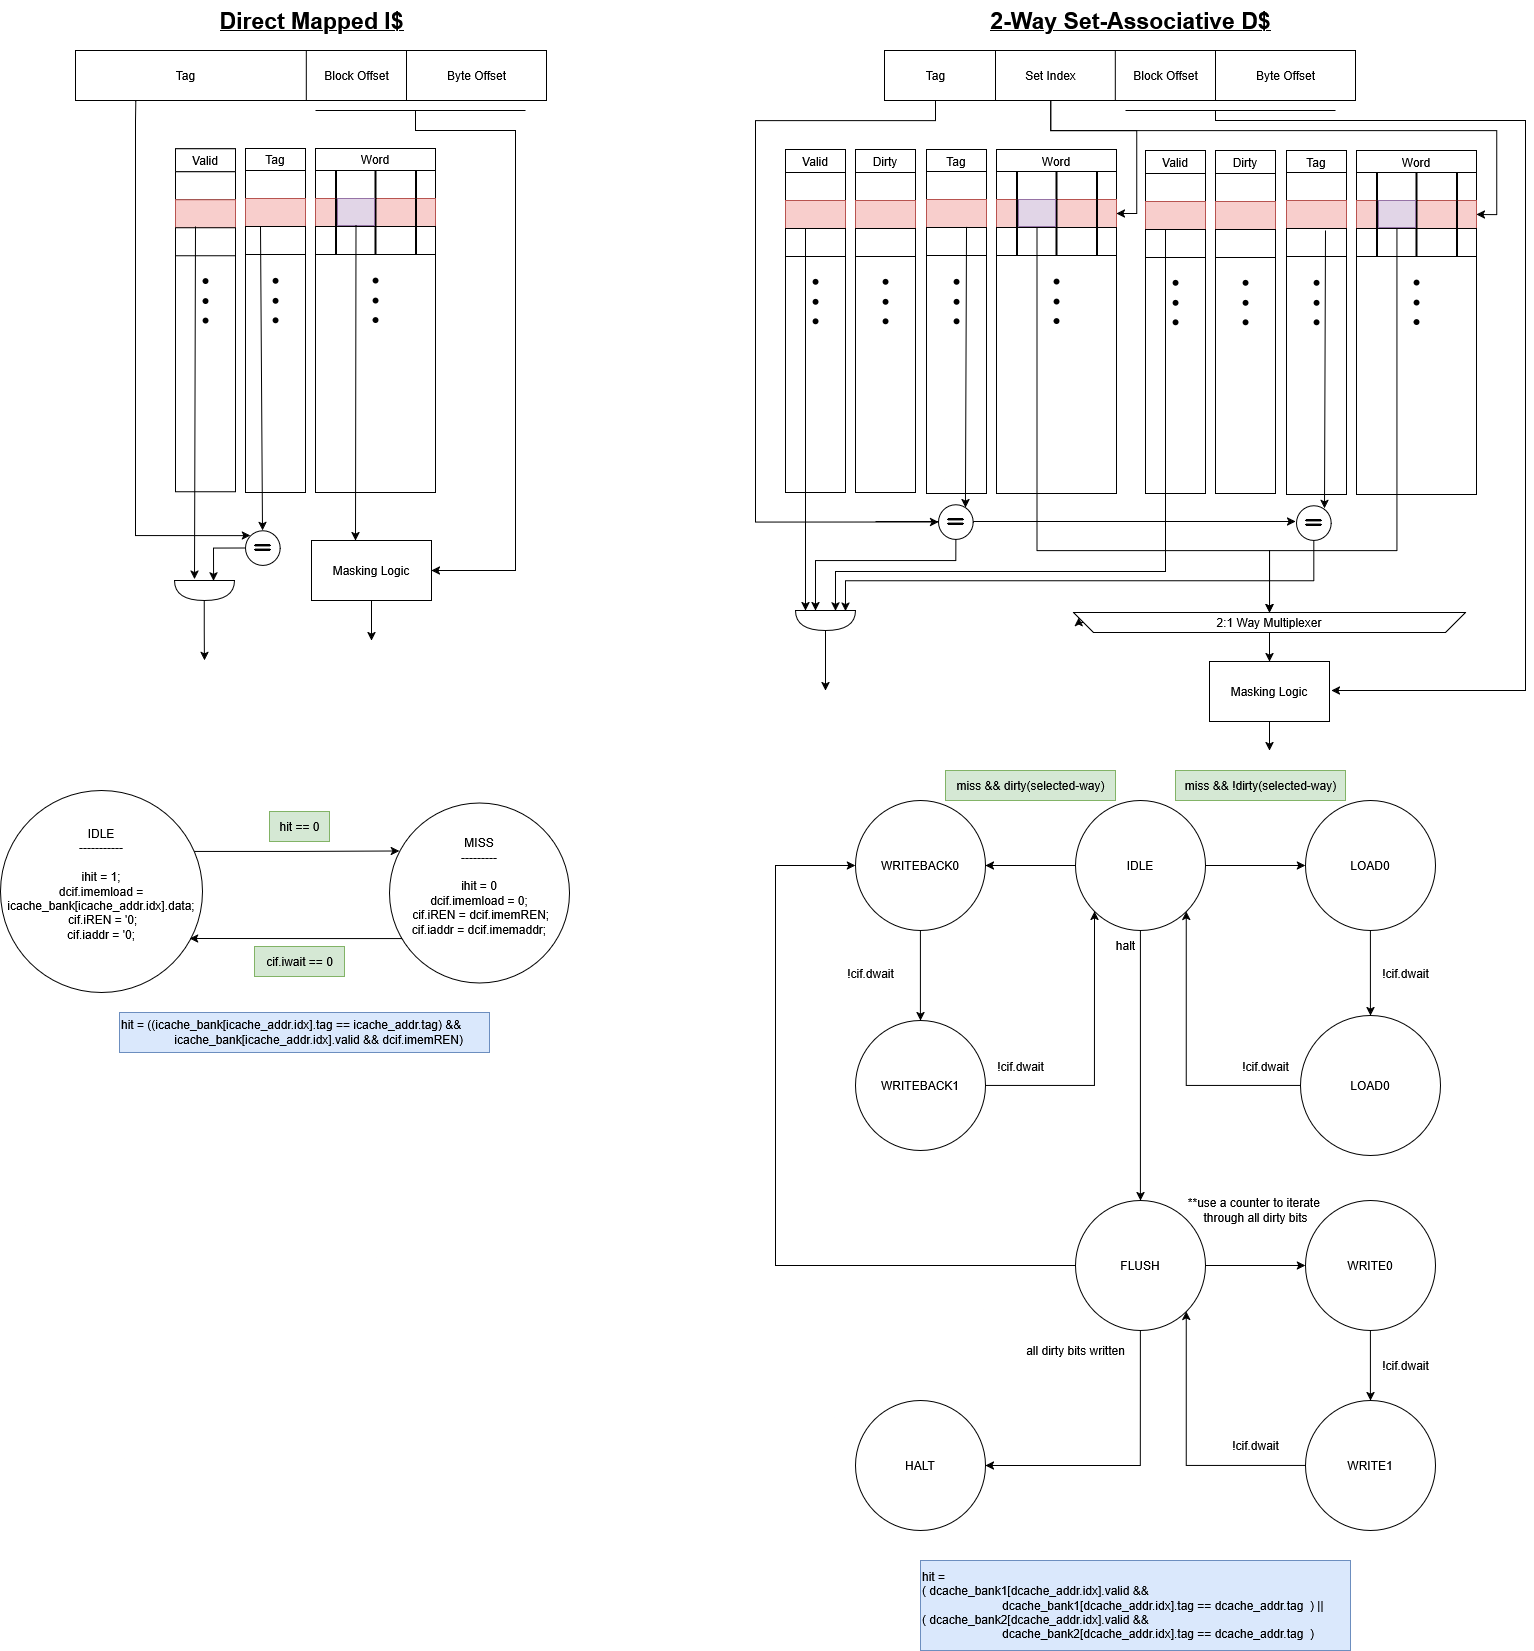 Direct Mapped I$
Tag
Block Offset
Byte Offset
Valid
Tag
Word
=
Masking Logic
2-Way Set-Associative D$
Tag
Set Index
Block Offset
Byte Offset
Valid
Dirty
Tag
Word
Valid
Dirty
Tag
Word
=
=
2:1 Way Multiplexer
Masking Logic
IDLE
-----------
ihit = 1;
dcif.imemload =
icache_bank[icache_addr.idx].data;
cif.iREN = '0;
cif.iaddr = '0;
hit == 0
cif.iwait == 0
MISS
---------
ihit = 0
dcif.imemload = 0;
cif.iREN = dcif.imemREN;
cif.iaddr = dcif.imemaddr;
hit = ((icache_bank[icache_addr.idx].tag == icache_addr.tag) &&
icache_bank[icache_addr.idx].valid && dcif.imemREN)
miss && dirty(selected-way)
miss && !dirty(selected-way)
WRITEBACK0
IDLE
LOAD0
halt
!cif.dwait
!cif.dwait
WRITEBACK1
!cif.dwait
!cif.dwait
LOAD0
**use a counter to iterate
through all dirty bits
FLUSH
WRITE0
all dirty bits written
!cif.dwait
HALT
!cif.dwait
WRITE1
hit =
( dcache_bank1[dcache_addr.idx].valid &&
dcache_bank1[dcache_addr.idx].tag == dcache_addr.tag  ) ||
( dcache_bank2[dcache_addr.idx].valid &&
dcache_bank2[dcache_addr.idx].tag == dcache_addr.tag  )